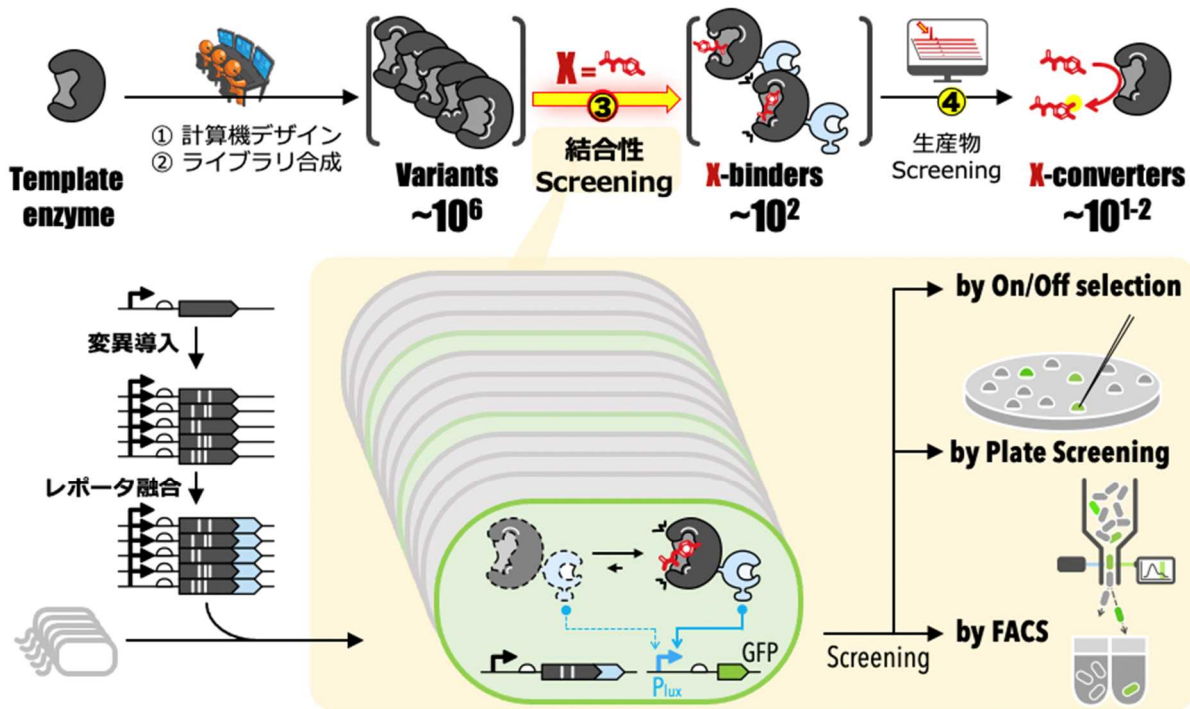 Template
enzyme
① 計算機デザイン
② ライブラリ合成
Variants
~10⁶
X=
③
結合性
Screening
X-binders
~10²
④
生産物
Screening
X-converters
~10¹⁻²
変異導入
レポータ融合
GFP
Plux
Screening
by On/Off selection
by Plate Screening
by FACS